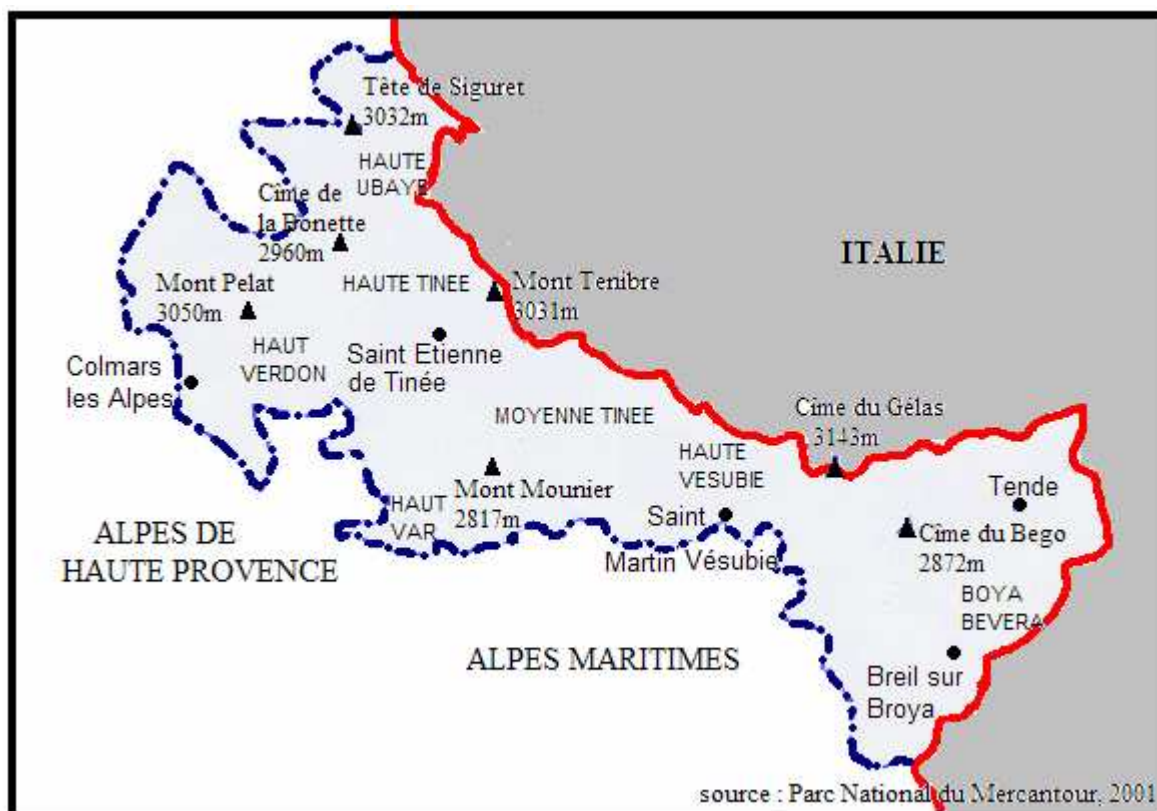 Tête de Siguret
3032m
HAUTE
UBAYE
Cîme de
la Bonette
2960m
ITALIE
Mont Pelat
3050m
HAUTE TINEE
Mont Tenibre
3031m
HAUT
VERDON
Saint Etienne
de Tinée
Colmars
les Alpes
MOYENNE TINEE
Cîme du Gélas
3143m
HAUTE
VESUBIE
Mont Mounier
2817m
HAUT
VAR
Saint
Martin Vésubie
Tende
Cîme du Bego
2872m
ALPES DE
HAUTE PROVENCE
BOYA
BEVERA
ALPES MARITIMES
Breil sur
Broya
source : Parc National du Mercantour, 2001